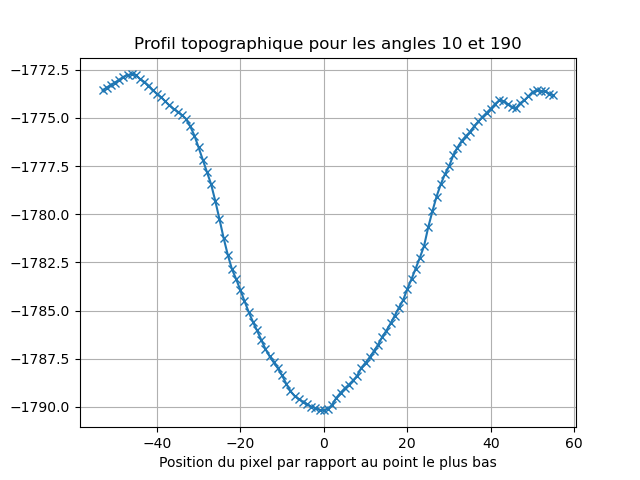 Profil topographique pour les angles 10 et 190
−1772.5
−1775.0
−1777.5
−1780.0
−1782.5
−1785.0
−1787.5
−1790.0
−40 −20 0 20 40 60
Position du pixel par rapport au point le plus bas